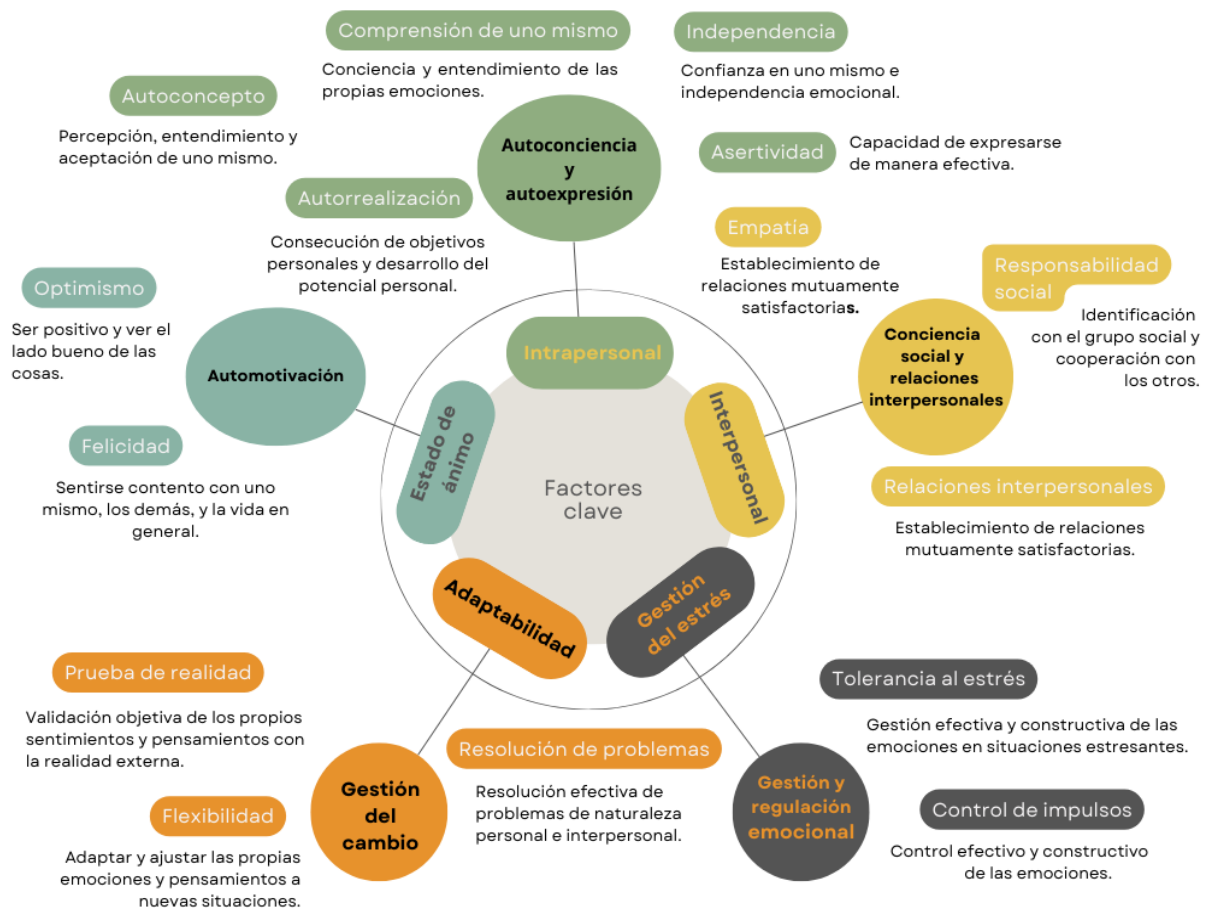 Comprensión de uno mismo
Conciencia y entendimiento de las
propias emociones.
Independencia
Confianza en uno mismo e
independencia emocional.
Autoconcepto
Percepción, entendimiento y
aceptación de uno mismo.
Autoconciencia
y
autoexpresión
Asertividad
Capacidad de expresarse
de manera efectiva.
Autorrealización
Consecución de objetivos
personales y desarrollo del
potencial personal.
Empatía
Establecimiento de
relaciones mutuamente
satisfactorias.
Responsabilidad
social
Identificación
con el grupo social y
cooperación con
los otros.
Optimismo
Ser positivo y ver el
lado bueno de las
cosas.
Automotivación
Conciencia
social y
relaciones
interpersonales
Intrapersonal
Interpersonal
Estado de
ánimo
Felicidad
Sentirse contento con uno
mismo, los demás, y la vida en
general.
Factores
clave
Relaciones interpersonales
Establecimiento de relaciones
mutuamente satisfactorias.
Adaptabilidad
Gestión
del estrés
Prueba de realidad
Validación objetiva de los propios
sentimientos y pensamientos con
la realidad externa.
Flexibilidad
Adaptar y ajustar las propias
emociones y pensamientos a
nuevas situaciones.
Gestión
del
cambio
Resolución de problemas
Resolución efectiva de
problemas de naturaleza
personal e interpersonal.
Gestión y
regulación
emocional
Tolerancia al estrés
Gestión efectiva y constructiva de las
emociones en situaciones estresantes.
Control de impulsos
Control efectivo y constructivo
de las emociones.